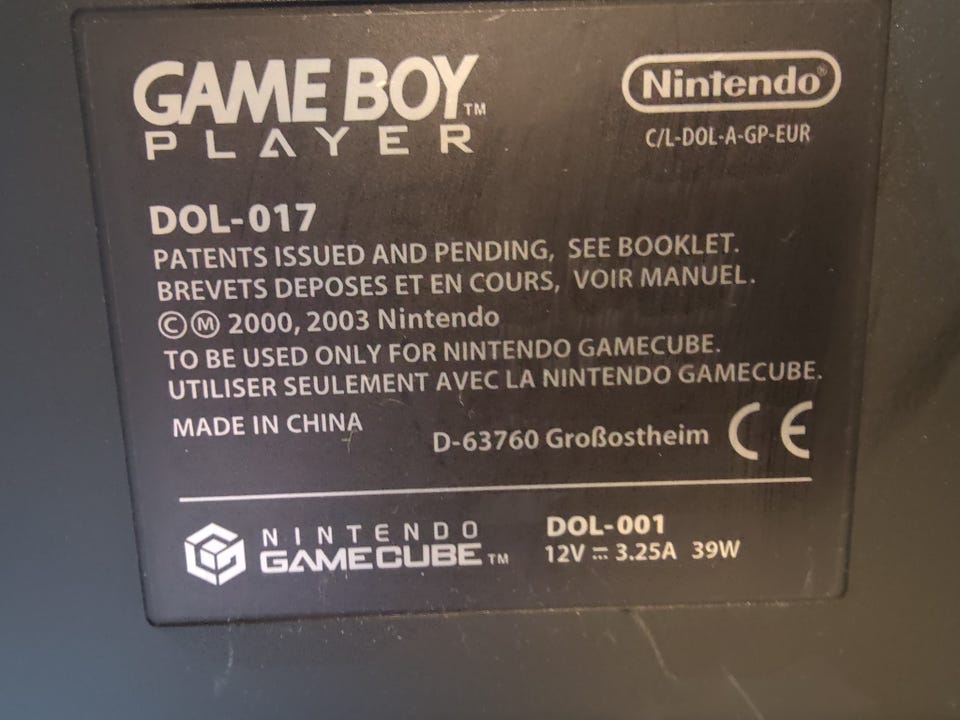 GAME BOY™
PLAYER
Nintendo®
C/L-DOL-A-GP-EUR
DOL-017
PATENTS ISSUED AND PENDING, SEE BOOKLET.
BREVETS DEPOSES ET EN COURS, VOIR MANUEL.
ⒸⓂ 2000, 2003 Nintendo
TO BE USED ONLY FOR NINTENDO GAMECUBE.
UTILISER SEULEMENT AVEC LA NINTENDO GAMECUBE.
MADE IN CHINA
D-63760 Großostheim CE
NINTENDO
GAMECUBE™
DOL-001
12V ⎓ 3.25A 39W